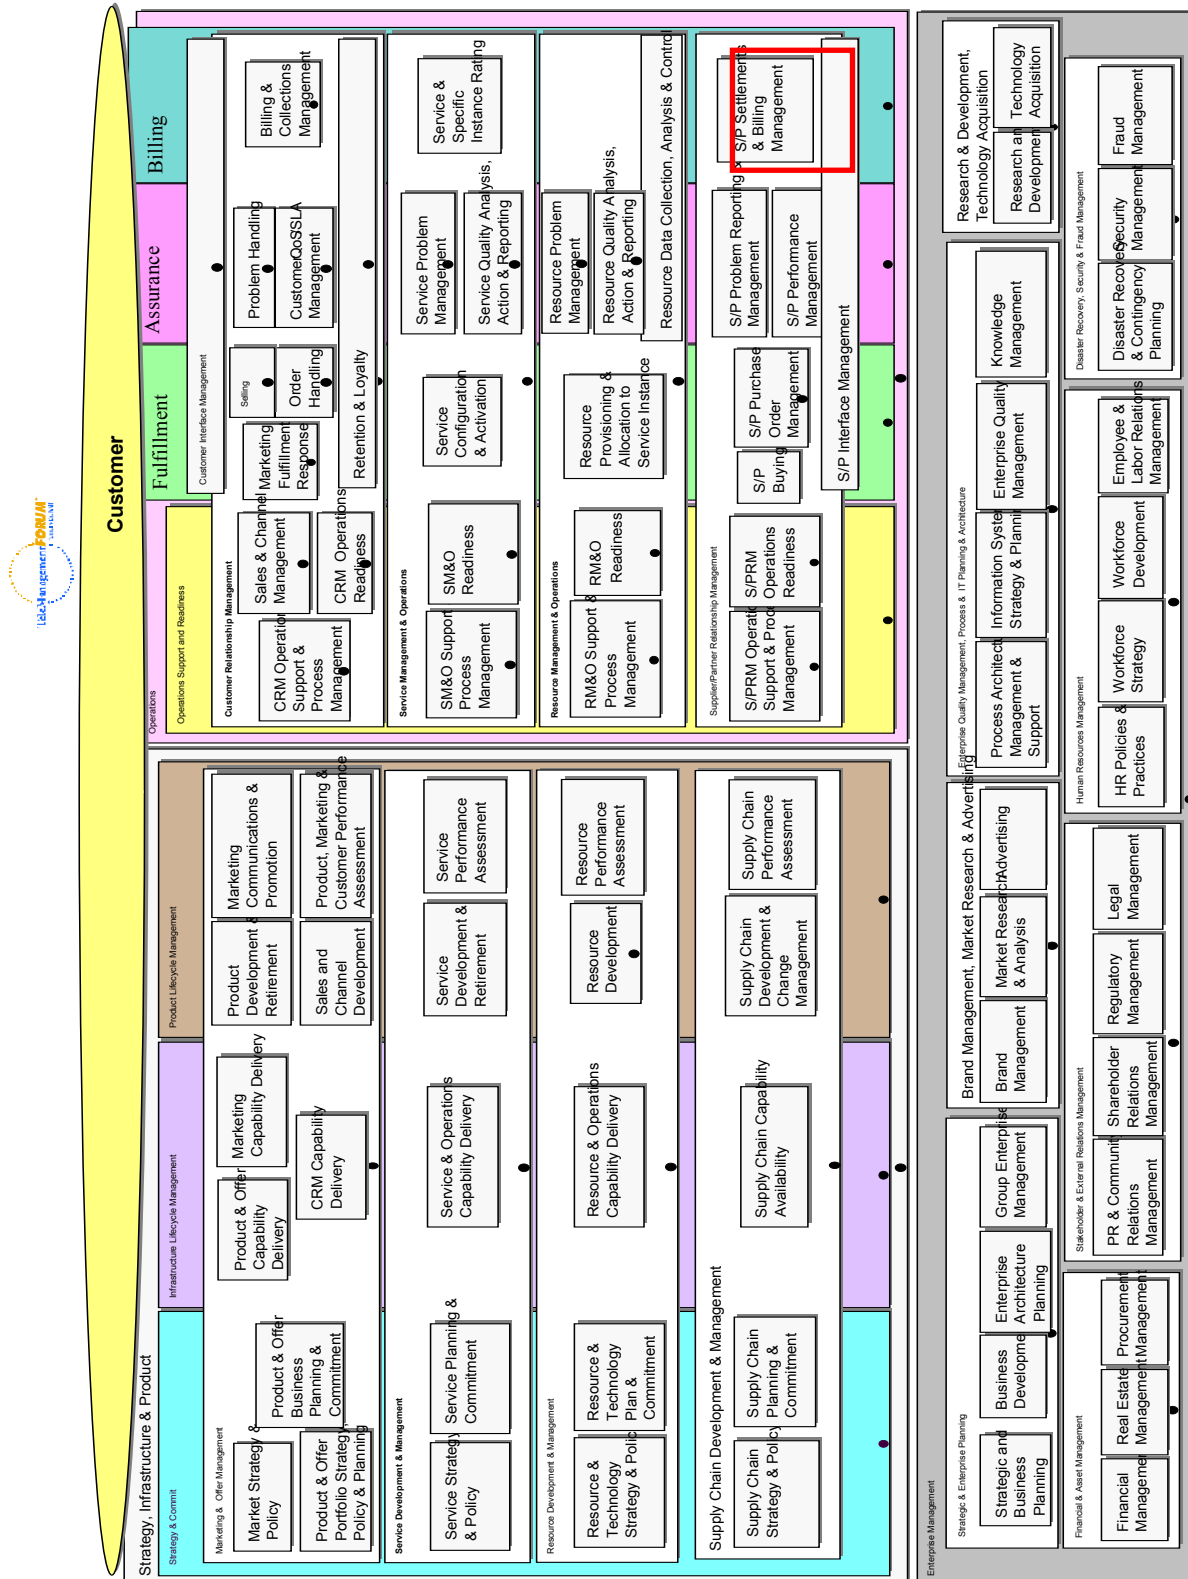 TeleManagementFORUM
Customer
Strategy, Infrastructure & Product
Strategy & Commit
Infrastructure Lifecycle Management
Product Lifecycle Management
Marketing & Offer Management
Market Strategy &
Policy
Product & Offer
Portfolio Strategy,
Policy & Planning
Product & Offer
Business
Planning &
Commitment
Product & Offer
Capability
Delivery
Marketing
Capability Delivery
CRM Capability
Delivery
Product
Development &
Retirement
Sales and
Channel
Development
Marketing
Communications &
Promotion
Product, Marketing &
Customer Performance
Assessment
Service Development & Management
Service Strategy
& Policy
Service Planning &
Commitment
Service & Operations
Capability Delivery
Service
Development &
Retirement
Service
Performance
Assessment
Resource Development & Management
Resource &
Technology
Strategy & Polic
Resource &
Technology
Plan &
Commitment
Resource & Operations
Capability Delivery
Resource
Development
Resource
Performance
Assessment
Supply Chain Development & Management
Supply Chain
Strategy & Policy
Supply Chain
Planning &
Commitment
Supply Chain Capability
Availability
Supply Chain
Development &
Change
Management
Supply Chain
Performance
Assessment
Operations
Operations Support and Readiness
Fulfillment
Assurance
Billing
Customer Interface Management
Customer Relationship Management
CRM Operation
Support &
Process
Management
Sales & Channel
Management
CRM Operations
Readiness
Marketing
Fulfillment
Response
Selling
Order
Handling
Problem Handling
CustomerQoSSLA
Management
Billing &
Collections
Management
Retention & Loyalty
Service Management & Operations
SM&O Support
Process
Management
SM&O
Readiness
Service
Configuration
& Activation
Service Problem
Management
Service Quality Analysis,
Action & Reporting
Service &
Specific
Instance Rating
Resource Management & Operations
RM&O Support &
Process
Management
RM&O
Readiness
Resource
Provisioning &
Allocation to
Service Instance
Resource Problem
Management
Resource Quality Analysis,
Action & Reporting
Resource Data Collection, Analysis & Control
Supplier/Partner Relationship Management
S/PRM Operatic
Support & Proce
Management
S/PRM
Operations
Readiness
S/P
Buying
S/P Purchase
Order
Management
S/P Problem Reporting &
Management
S/P Performance
Management
S/P Settlements
& Billing
Management
S/P Interface Management
Enterprise Management
Strategic & Enterprise Planning
Strategic and
Business
Planning
Business
Developme
Enterprise
Architecture
Planning
Group Enterprise
Management
Brand Management, Market Research & Advertising
Brand
Management
Market Research
& Analysis
Advertising
Enterprise Quality Management, Process & IT Planning & Architecture
Process Architectu
Management &
Support
Information System
Strategy & Plannin
Enterprise Quality
Management
Knowledge
Management
Research & Development,
Technology Acquisition
Research an
Development
Technology
Acquisition
Financial & Asset Management
Financial
Management
Real Estate
Management
Procurement
Management
Stakeholder & External Relations Management
PR & Community
Relations
Management
Shareholder
Relations
Management
Regulatory
Management
Legal
Management
Human Resources Management
HR Policies &
Practices
Workforce
Strategy
Workforce
Development
Employee &
Labor Relations
Management
Disaster Recovery, Security & Fraud Management
Disaster Recovery
& Contingency
Planning
Security
Management
Fraud
Management